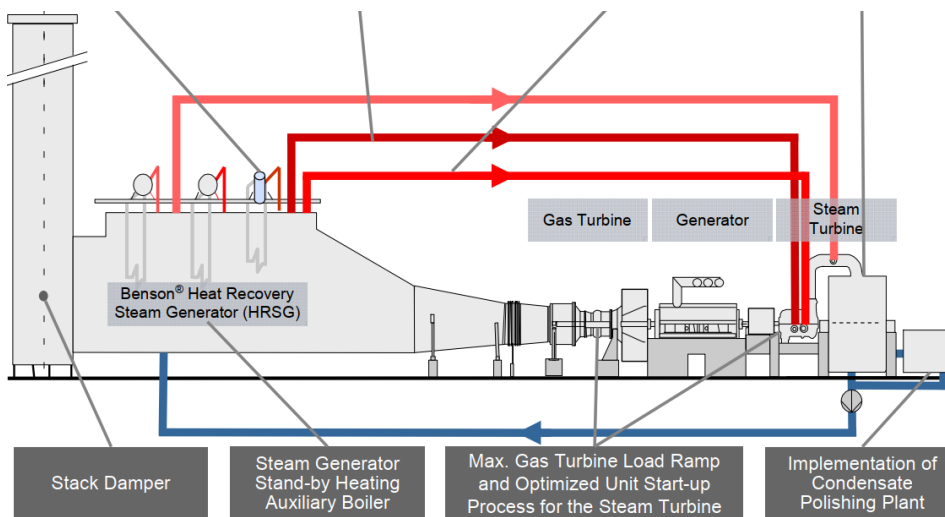 Gas Turbine
Generator
Steam
Turbine
Benson® Heat Recovery
Steam Generator (HRSG)
Stack Damper
Steam Generator
Stand-by Heating
Auxiliary Boiler
Max. Gas Turbine Load Ramp
and Optimized Unit Start-up
Process for the Steam Turbine
Implementation of
Condensate
Polishing Plant